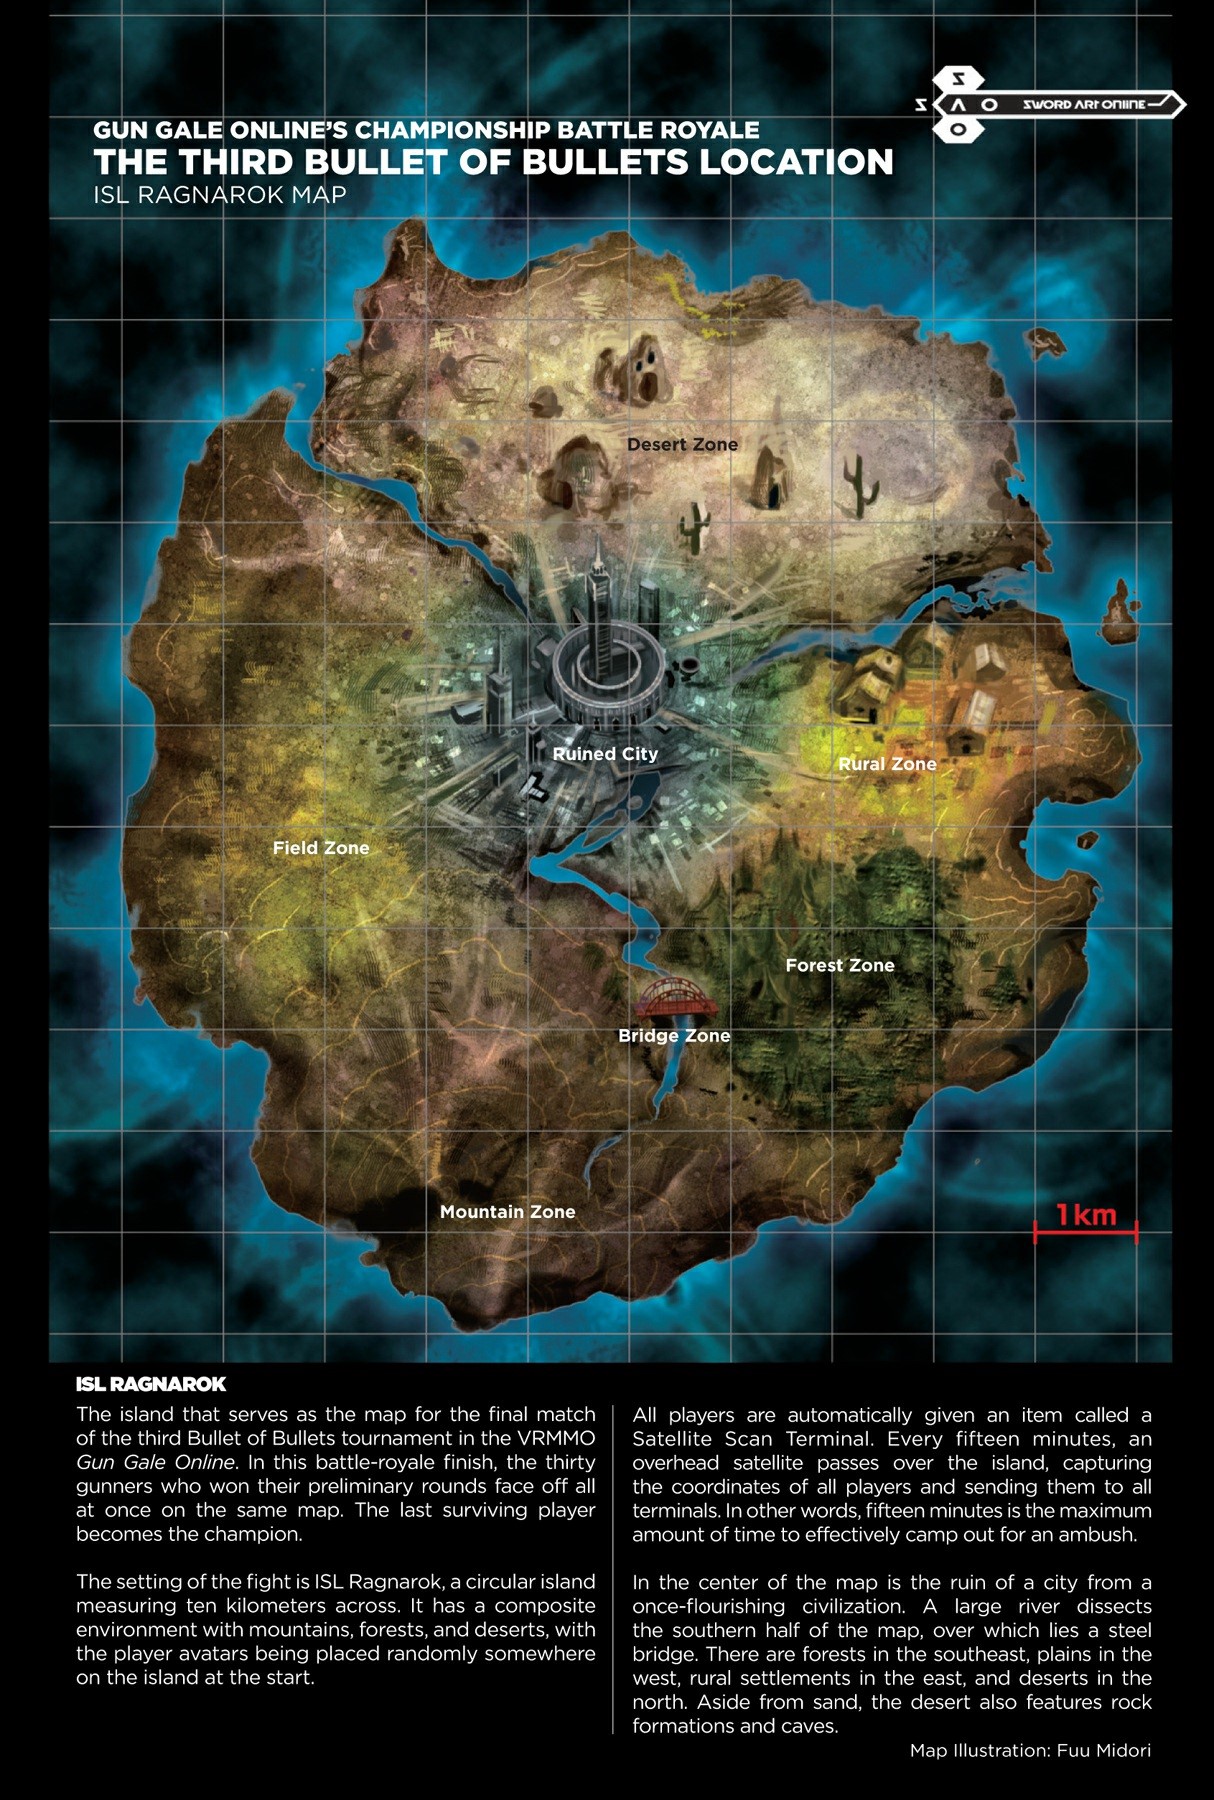 S
S A O SWORD ART ONLINE
O
GUN GALE ONLINE'S CHAMPIONSHIP BATTLE ROYALE
THE THIRD BULLET OF BULLETS LOCATION
ISL RAGNAROK MAP
Desert Zone
Ruined City
Rural Zone
Field Zone
Forest Zone
Bridge Zone
Mountain Zone
1km
ISL RAGNAROK
The island that serves as the map for the final match
of the third Bullet of Bullets tournament in the VRMMO
Gun Gale Online. In this battle-royale finish, the thirty
gunners who won their preliminary rounds face off all
at once on the same map. The last surviving player
becomes the champion.
The setting of the fight is ISL Ragnarok, a circular island
measuring ten kilometers across. It has a composite
environment with mountains, forests, and deserts, with
the player avatars being placed randomly somewhere
on the island at the start.
All players are automatically given an item called a
Satellite Scan Terminal. Every fifteen minutes, an
overhead satellite passes over the island, capturing
the coordinates of all players and sending them to all
terminals. In other words, fifteen minutes is the maximum
amount of time to effectively camp out for an ambush.
In the center of the map is the ruin of a city from a
once-flourishing civilization. A large river dissects
the southern half of the map, over which lies a steel
bridge. There are forests in the southeast, plains in the
west, rural settlements in the east, and deserts in the
north. Aside from sand, the desert also features rock
formations and caves.
Map Illustration: Fuu Midori